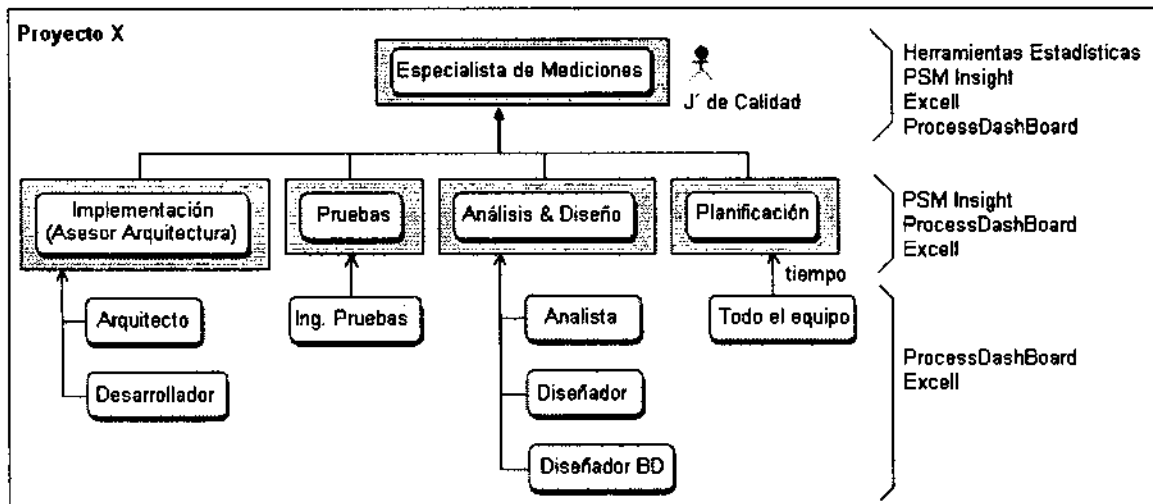 Proyecto X
Especialista de Mediciones
J´ de Calidad
Herramientas Estadísticas
PSM Insight
Excell
ProcessDashBoard
Implementación
(Asesor Arquitectura)
Pruebas
Análisis & Diseño
Planificación
PSM Insight
ProcessDashBoard
Excell
tiempo
Arquitecto
Ing. Pruebas
Analista
Todo el equipo
Desarrollador
Diseñador
Diseñador BD
ProcessDashBoard
Excell